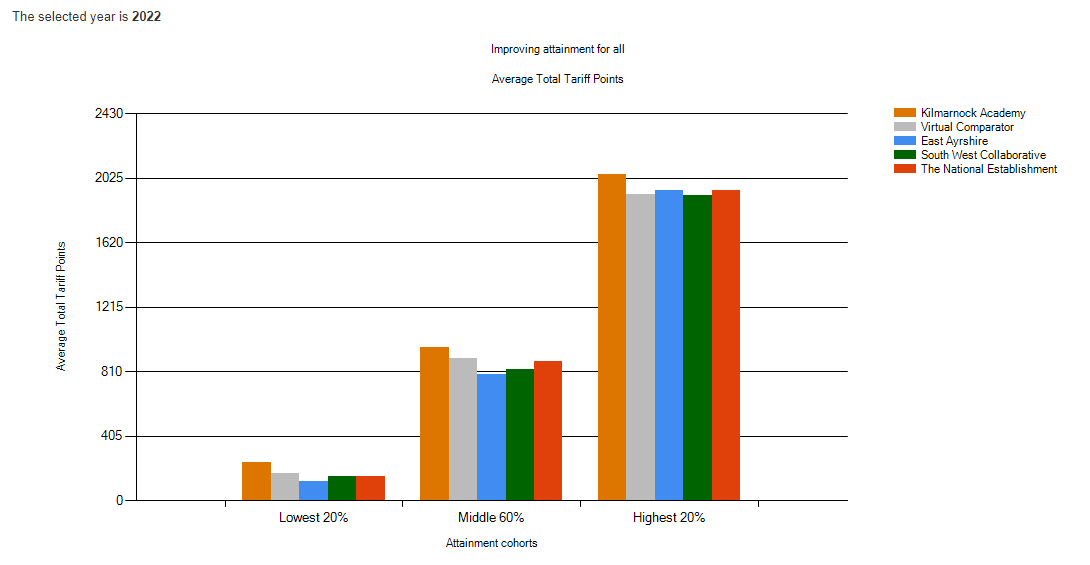 The selected year is 2022
Improving attainment for all
Average Total Tariff Points
2430
2025
1620
1215
810
405
0
Average Total Tariff Points
Kilmarnock Academy
Virtual Comparator
East Ayrshire
South West Collaborative
The National Establishment
Lowest 20%
Middle 60%
Highest 20%
Attainment cohorts